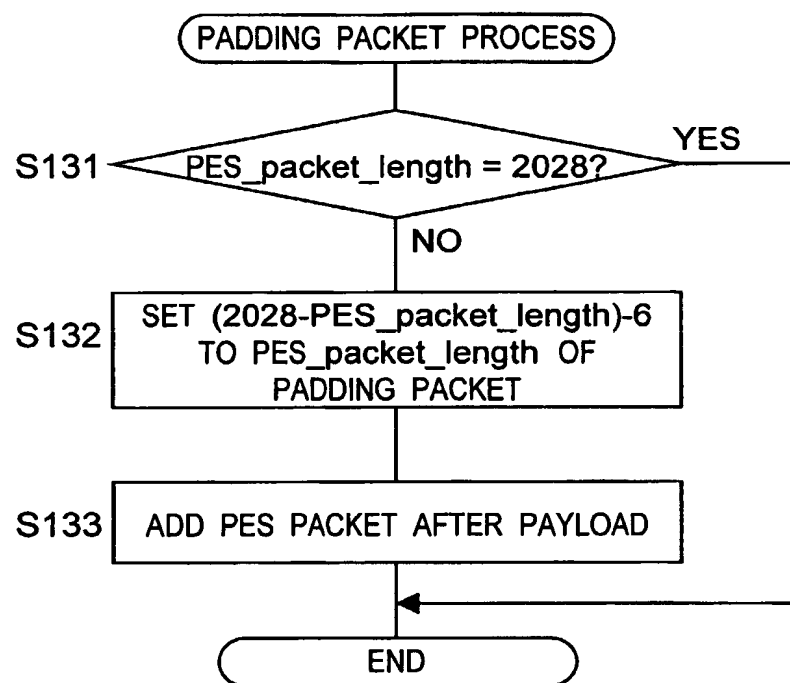 PADDING PACKET PROCESS
S131
PES_packet_length = 2028?
YES
NO
S132
SET (2028-PES_packet_length)-6
TO PES_packet_length OF
PADDING PACKET
S133
ADD PES PACKET AFTER PAYLOAD
END